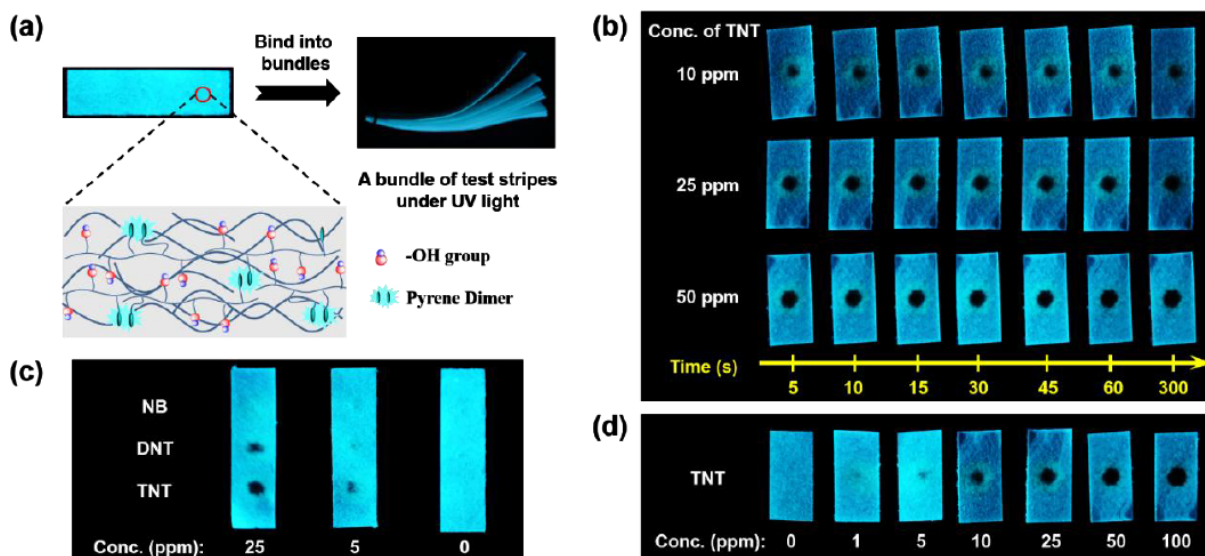 (a)
Bind into
bundles
A bundle of test stripes
under UV light
-OH group
Pyrene Dimer
(b)
Conc. of TNT
10 ppm
25 ppm
50 ppm
Time (s)
5 10 15 30 45 60 300
(c)
NB
DNT
TNT
Conc. (ppm): 25 5 0
(d)
TNT
0 1 5 10 25 50 100
Conc. (ppm)